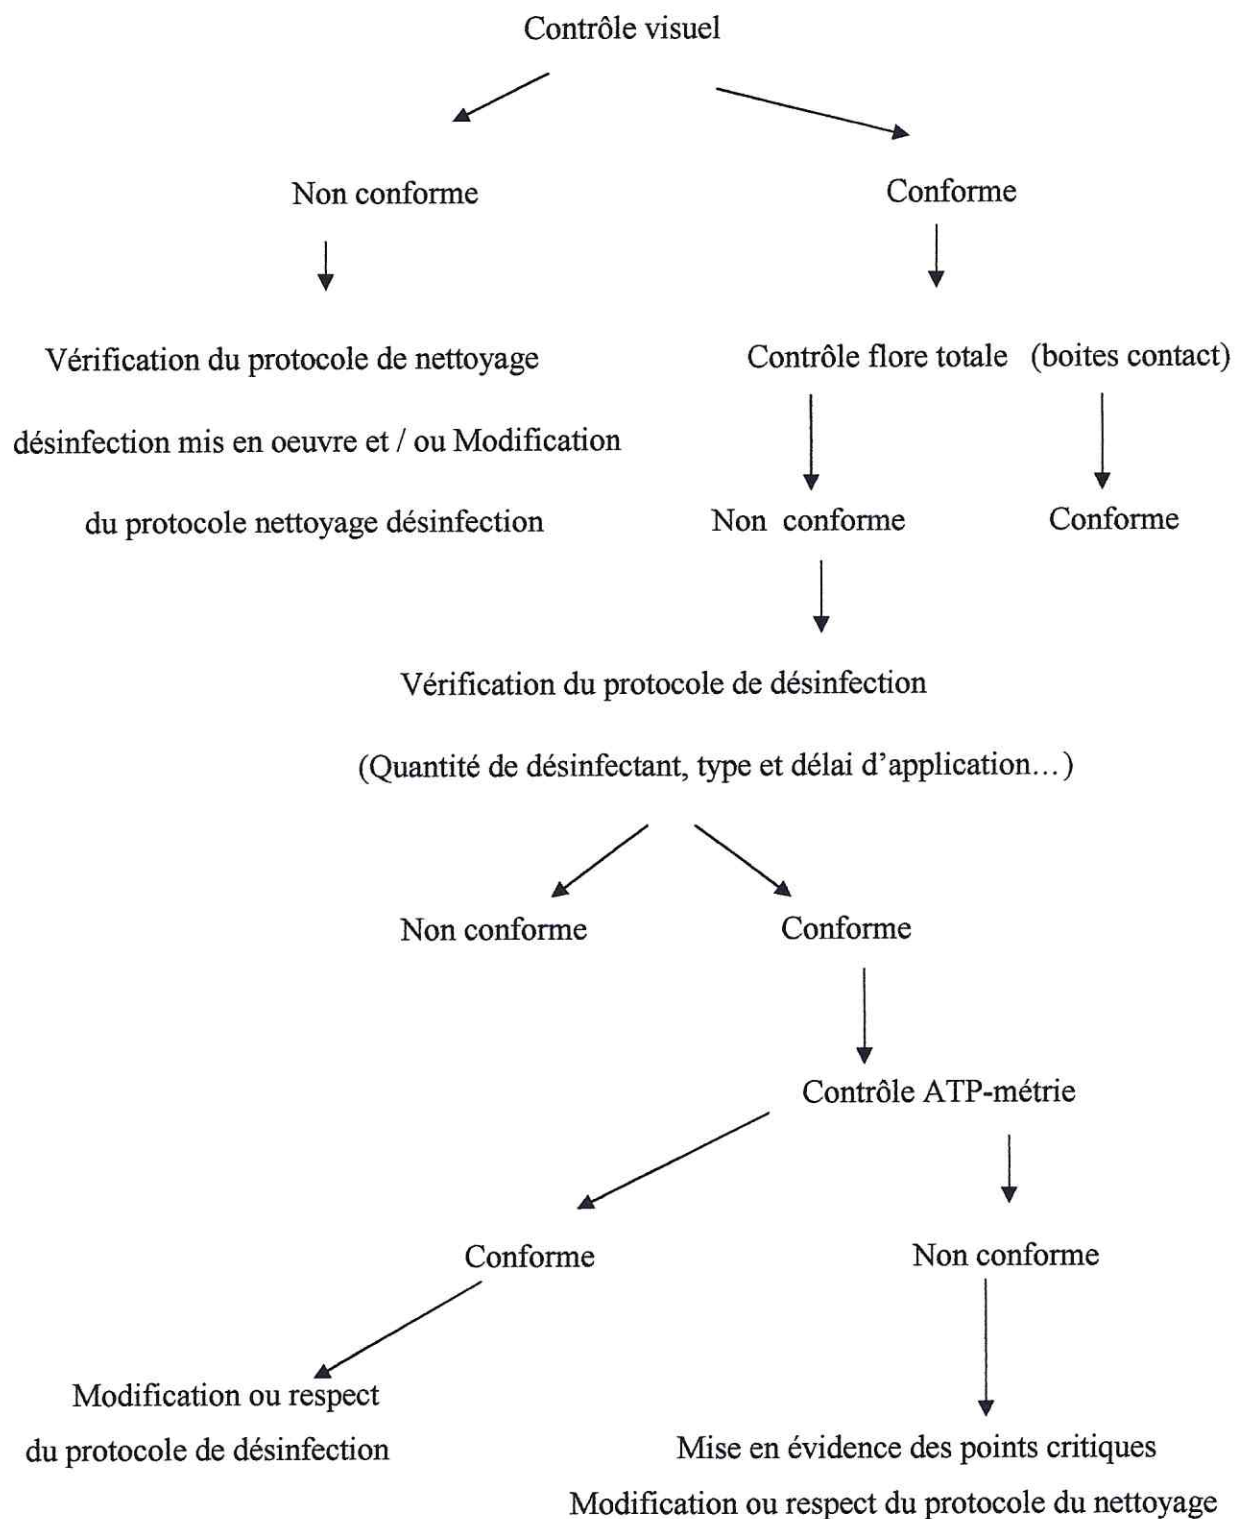 Contrôle visuel
Non conforme
Conforme
Vérification du protocole de nettoyage
désinfection mis en oeuvre et / ou Modification
du protocole nettoyage désinfection
Contrôle flore totale (boites contact)
Non conforme
Conforme
Vérification du protocole de désinfection
(Quantité de désinfectant, type et délai d’application…)
Non conforme
Conforme
Contrôle ATP-métrie
Conforme
Non conforme
Modification ou respect
du protocole de désinfection
Mise en évidence des points critiques
Modification ou respect du protocole du nettoyage